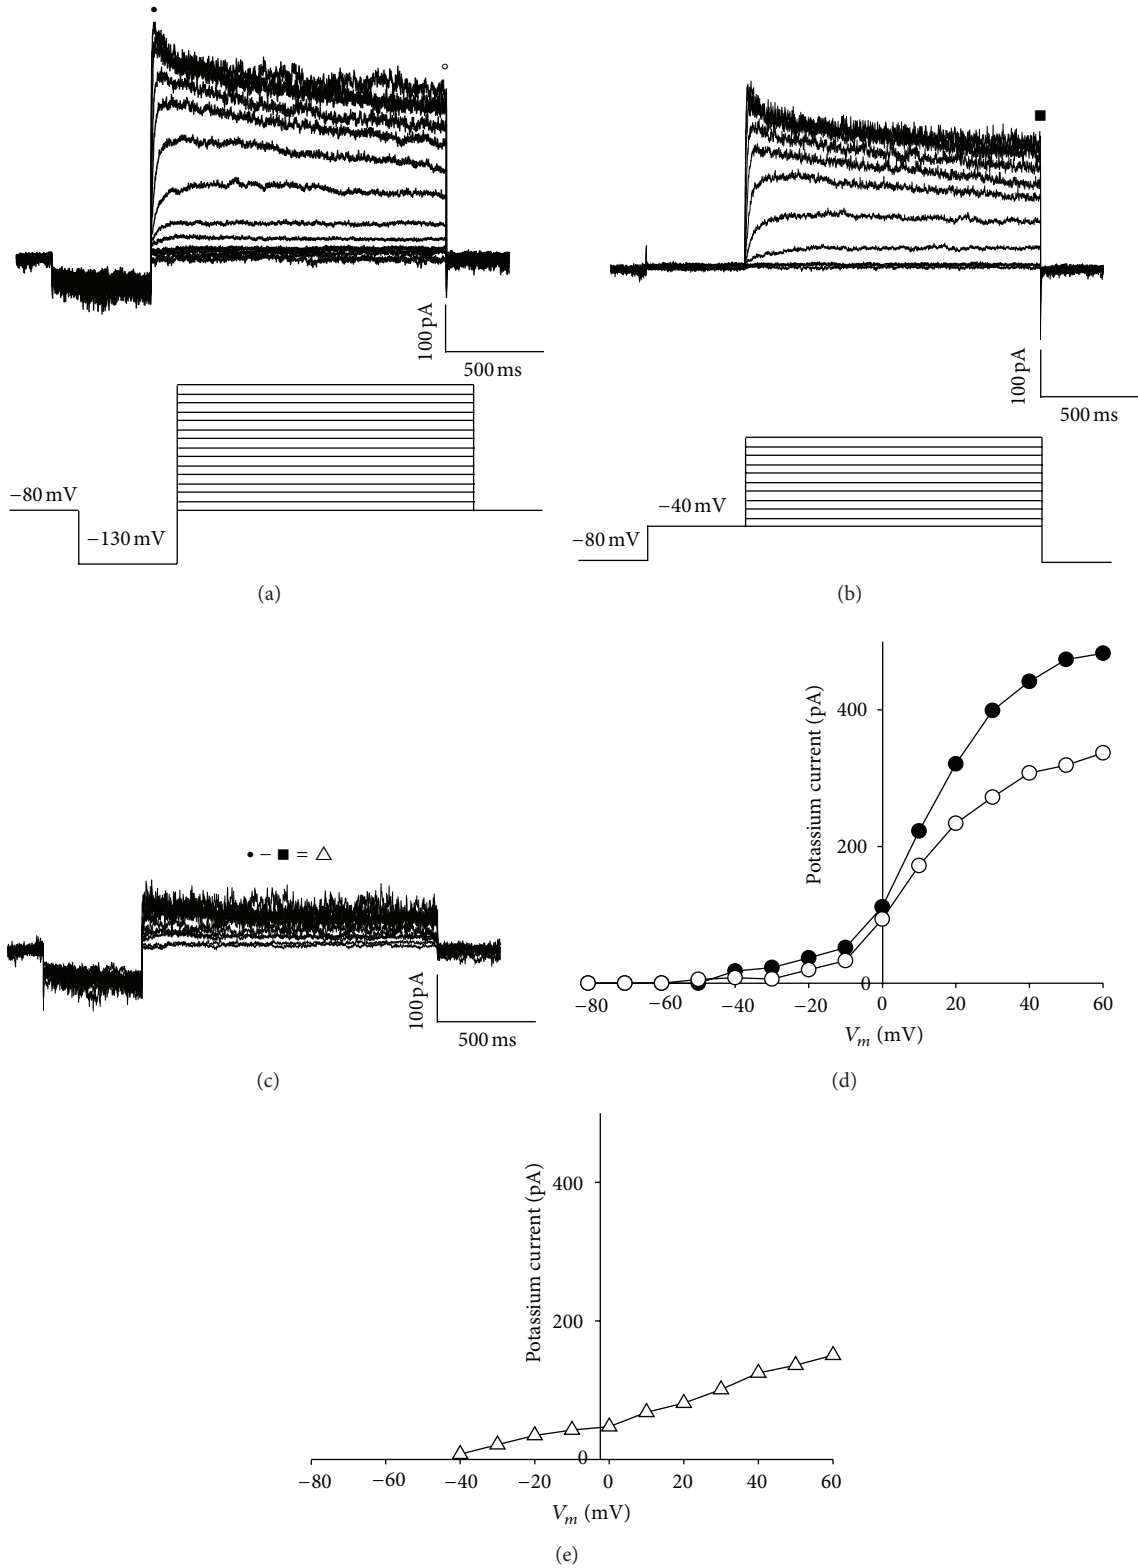 100 pA
500 ms
−80 mV
−130 mV
(a)
100 pA
500 ms
−40 mV
−80 mV
(b)
• − ■ = △
100 pA
500 ms
(c)
Potassium current (pA)
400
200
0
−80 −60 −40 −20 0 20 40 60
V_m (mV)
(d)
Potassium current (pA)
400
200
0
−80 −60 −40 −20 0 20 40 60
V_m (mV)
(e)